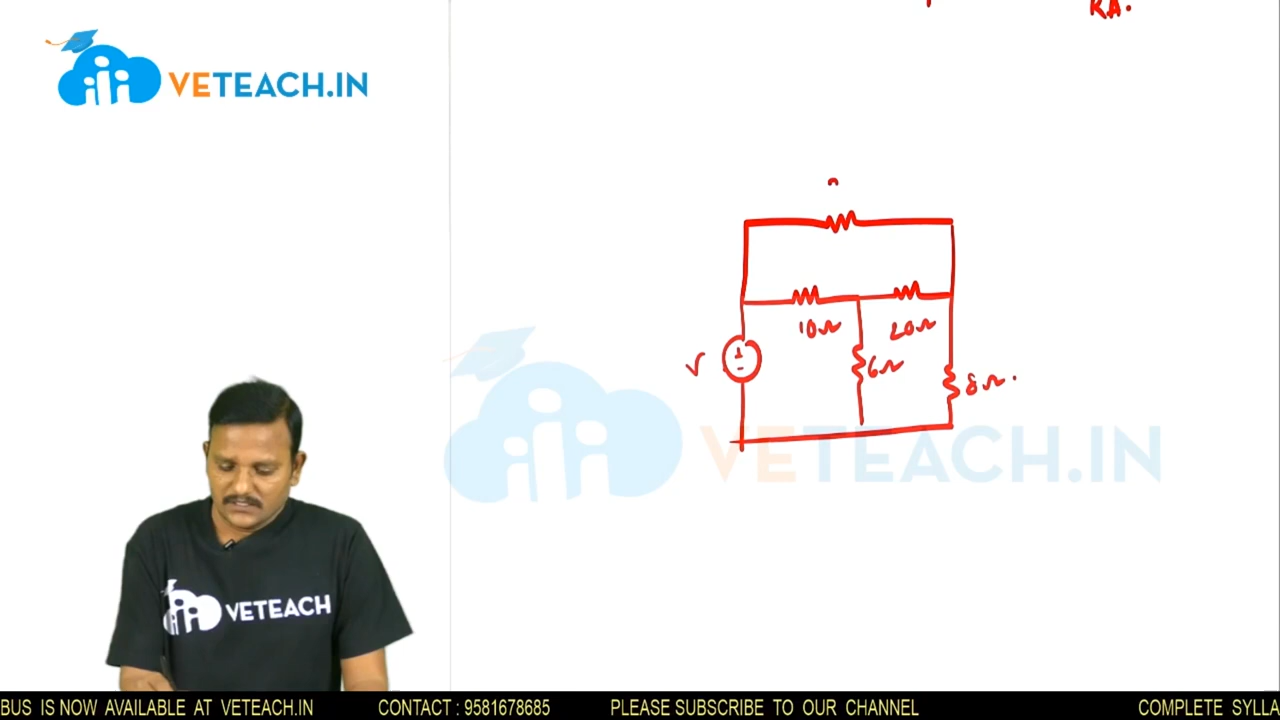 RA.
VETEACH.IN
10Ω
20Ω
V
6Ω
8Ω.
VETEACH.IN
VETEACH
BUS IS NOW AVAILABLE AT VETEACH.IN CONTACT : 9581678685 PLEASE SUBSCRIBE TO OUR CHANNEL COMPLETE SYLLA